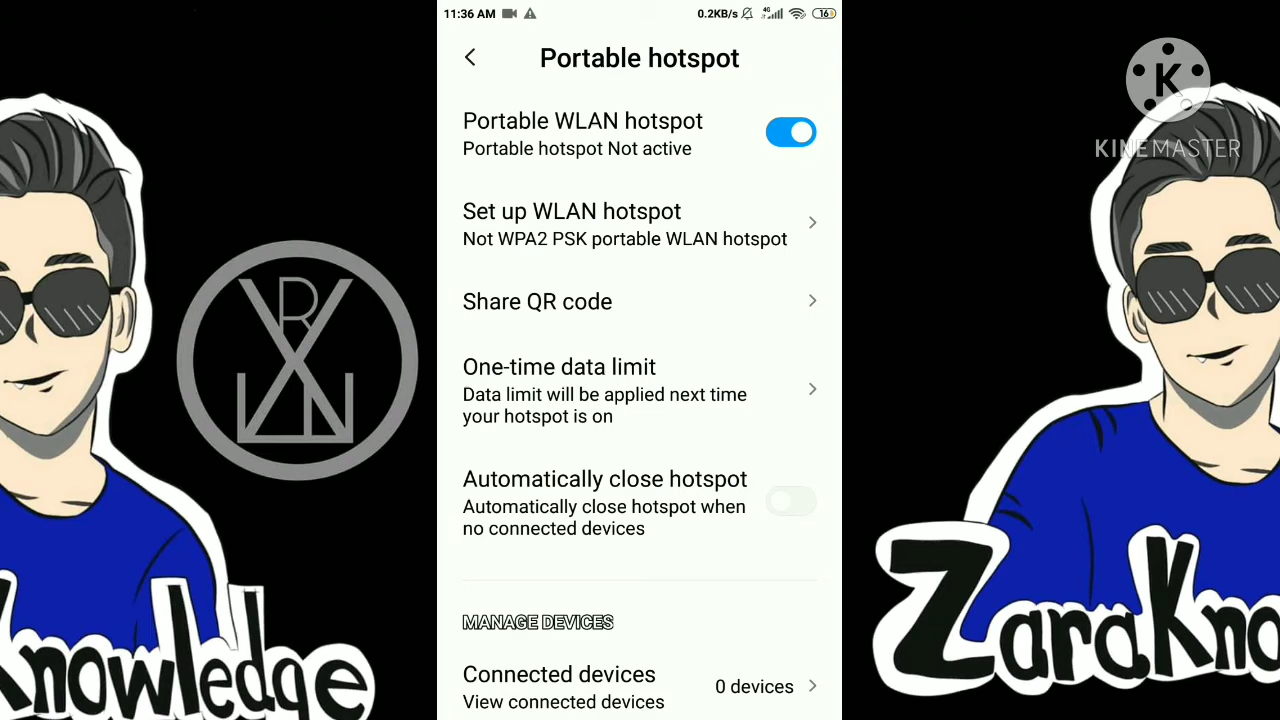 11:36 AM
0.2KB/s
4G
16
Portable hotspot
Portable WLAN hotspot
Portable hotspot Not active
Set up WLAN hotspot
Not WPA2 PSK portable WLAN hotspot
Share QR code
One-time data limit
Data limit will be applied next time
your hotspot is on
Automatically close hotspot
Automatically close hotspot when
no connected devices
MANAGE DEVICES
Connected devices
0 devices
View connected devices
K
KINEMASTER
Knowledge
ZaraKno